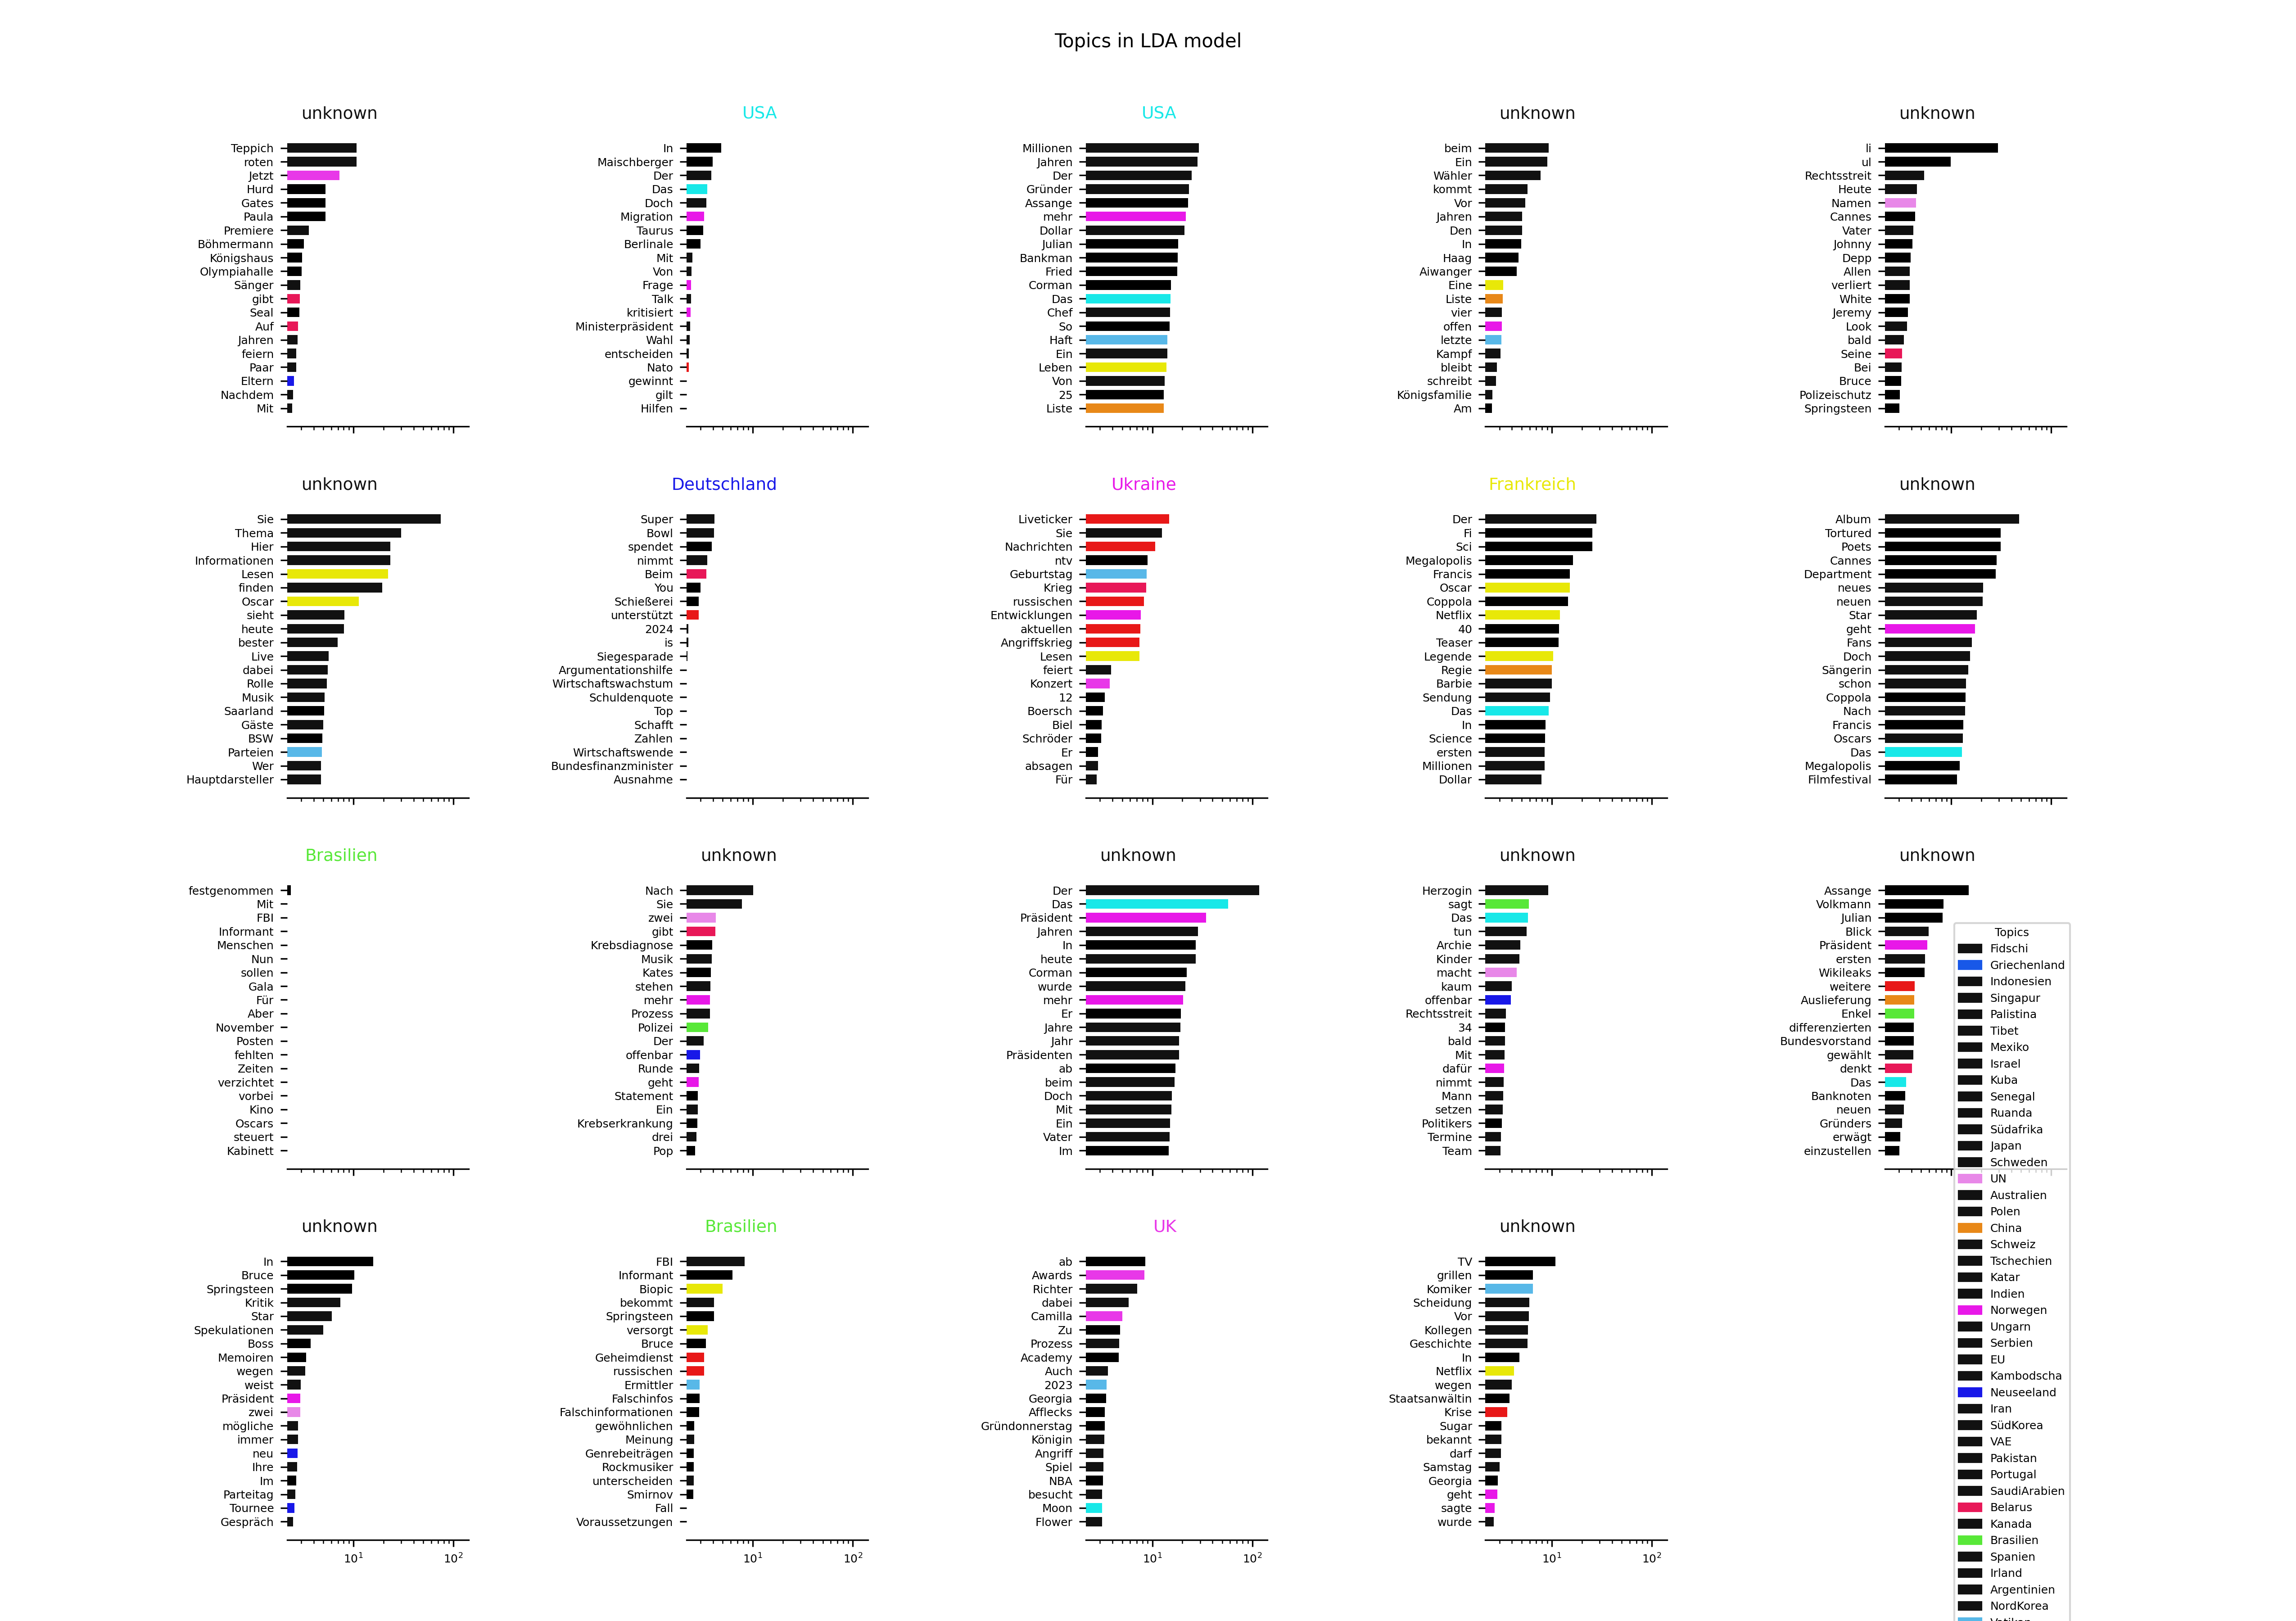 Topics in LDA model
unknown
Teppich
roten
Jetzt
Hurd
Gates
Paula
Premiere
Böhmermann
Königshaus
Olympiahalle
Sänger
gibt
Seal
Auf
Jahren
feiern
Paar
Eltern
Nachdem
Mit
USA
In
Maischberger
Der
Das
Doch
Migration
Taurus
Berlinale
Mit
Von
Frage
Talk
kritisiert
Ministerpräsident
Wahl
entscheiden
Nato
gewinnt
gilt
Hilfen
USA
Millionen
Jahren
Der
Gründer
Assange
mehr
Dollar
Julian
Bankman
Fried
Corman
Das
Chef
So
Haft
Ein
Leben
Von
25
Liste
unknown
beim
Ein
Wähler
kommt
Vor
Jahren
Den
In
Haag
Aiwanger
Eine
Liste
vier
offen
letzte
Kampf
bleibt
schreibt
Königsfamilie
Am
unknown
li
ul
Rechtsstreit
Heute
Namen
Cannes
Vater
Johnny
Depp
Allen
verliert
White
Jeremy
Look
bald
Seine
Bei
Bruce
Polizeischutz
Springsteen
unknown
Sie
Thema
Hier
Informationen
Lesen
finden
Oscar
sieht
heute
bester
Live
dabei
Rolle
Musik
Saarland
Gäste
BSW
Parteien
Wer
Hauptdarsteller
Deutschland
Super
Bowl
spendet
nimmt
Beim
You
Schießerei
unterstützt
2024
is
Siegesparade
Argumentationshilfe
Wirtschaftswachstum
Schuldenquote
Top
Schafft
Zahlen
Wirtschaftswende
Bundesfinanzminister
Ausnahme
Ukraine
Liveticker
Sie
Nachrichten
ntv
Geburtstag
Krieg
russischen
Entwicklungen
aktuellen
Angriffskrieg
Lesen
feiert
Konzert
12
Boersch
Biel
Schröder
Er
absagen
Für
Frankreich
Der
Fi
Sci
Megalopolis
Francis
Oscar
Coppola
Netflix
40
Teaser
Legende
Regie
Barbie
Sendung
Das
In
Science
ersten
Millionen
Dollar
unknown
Album
Tortured
Poets
Cannes
Department
neues
neuen
Star
geht
Fans
Doch
Sängerin
schon
Coppola
Nach
Francis
Oscars
Das
Megalopolis
Filmfestival
Brasilien
festgenommen
Mit
FBI
Informant
Menschen
Nun
sollen
Gala
Für
Aber
November
Posten
fehlten
Zeiten
verzichtet
vorbei
Kino
Oscars
steuert
Kabinett
unknown
Nach
Sie
zwei
gibt
Krebsdiagnose
Musik
Kates
stehen
mehr
Prozess
Polizei
Der
offenbar
Runde
geht
Statement
Ein
Krebserkrankung
drei
Pop
unknown
Der
Das
Präsident
Jahren
In
heute
Corman
wurde
mehr
Er
Jahre
Jahr
Präsidenten
ab
beim
Doch
Mit
Ein
Vater
Im
unknown
Herzogin
sagt
Das
tun
Archie
Kinder
macht
kaum
offenbar
Rechtsstreit
34
bald
Mit
dafür
nimmt
Mann
setzen
Politikers
Termine
Team
unknown
Assange
Volkmann
Julian
Blick
Präsident
ersten
Wikileaks
weitere
Auslieferung
Enkel
differenzierten
Bundesvorstand
gewählt
denkt
Das
Banknoten
neuen
Gründers
erwägt
einzustellen
unknown
In
Bruce
Springsteen
Kritik
Star
Spekulationen
Boss
Memoiren
wegen
weist
Präsident
zwei
mögliche
immer
neu
Ihre
Im
Parteitag
Tournee
Gespräch
10^1 10^2
Brasilien
FBI
Informant
Biopic
bekommt
Springsteen
versorgt
Bruce
Geheimdienst
russischen
Ermittler
Falschinfos
Falschinformationen
gewöhnlichen
Meinung
Genrebeiträgen
Rockmusiker
unterscheiden
Smirnov
Fall
Voraussetzungen
10^1 10^2
UK
ab
Awards
Richter
dabei
Camilla
Zu
Prozess
Academy
Auch
2023
Georgia
Afflecks
Gründonnerstag
Königin
Angriff
Spiel
NBA
besucht
Moon
Flower
10^1 10^2
unknown
TV
grillen
Komiker
Scheidung
Vor
Kollegen
Geschichte
In
Netflix
wegen
Staatsanwältin
Krise
Sugar
bekannt
darf
Samstag
Georgia
geht
sagte
wurde
10^1 10^2
Topics
Fidschi
Griechenland
Indonesien
Singapur
Palistina
Tibet
Mexiko
Israel
Kuba
Senegal
Ruanda
Südafrika
Japan
Schweden
UN
Australien
Polen
China
Schweiz
Tschechien
Katar
Indien
Norwegen
Ungarn
Serbien
EU
Kambodscha
Neuseeland
Iran
SüdKorea
VAE
Pakistan
Portugal
SaudiArabien
Belarus
Kanada
Brasilien
Spanien
Irland
Argentinien
NordKorea